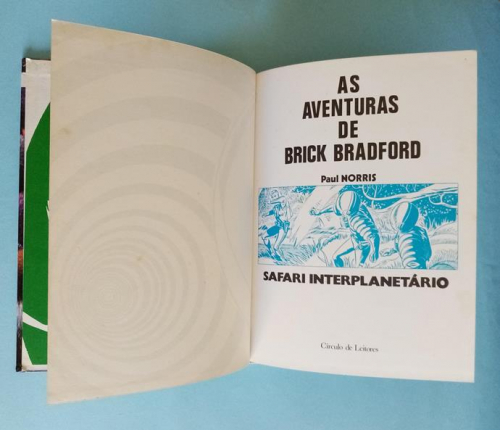 AS
AVENTURAS
DE
BRICK BRADFORD
Paul NORRIS
SAFARI INTERPLANETÁRIO
Círculo de Leitores